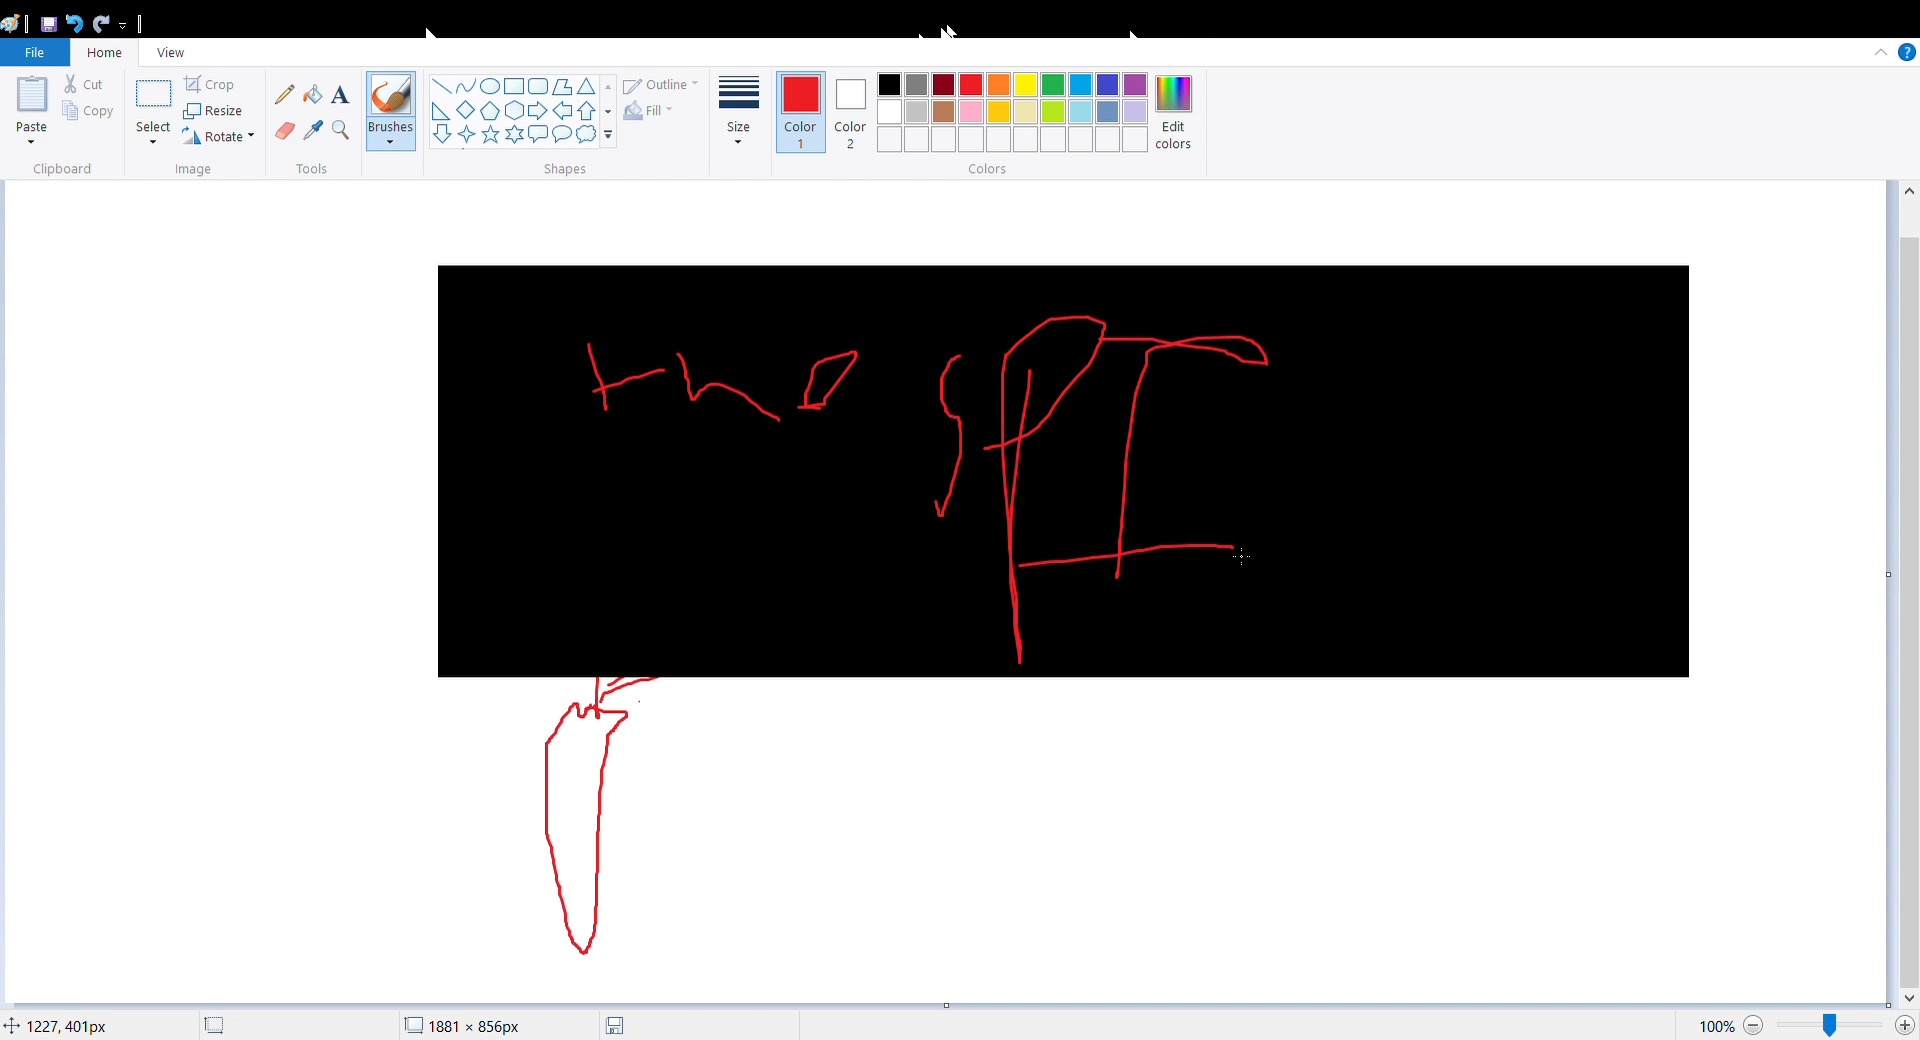 File Home View
Paste Cut Copy Clipboard
Select Crop Resize Rotate Image
A Tools
Brushes
Outline Fill Shapes
Size
Color 1 Color 2 Edit colors Colors
1227, 401px 1881 × 856px 100%